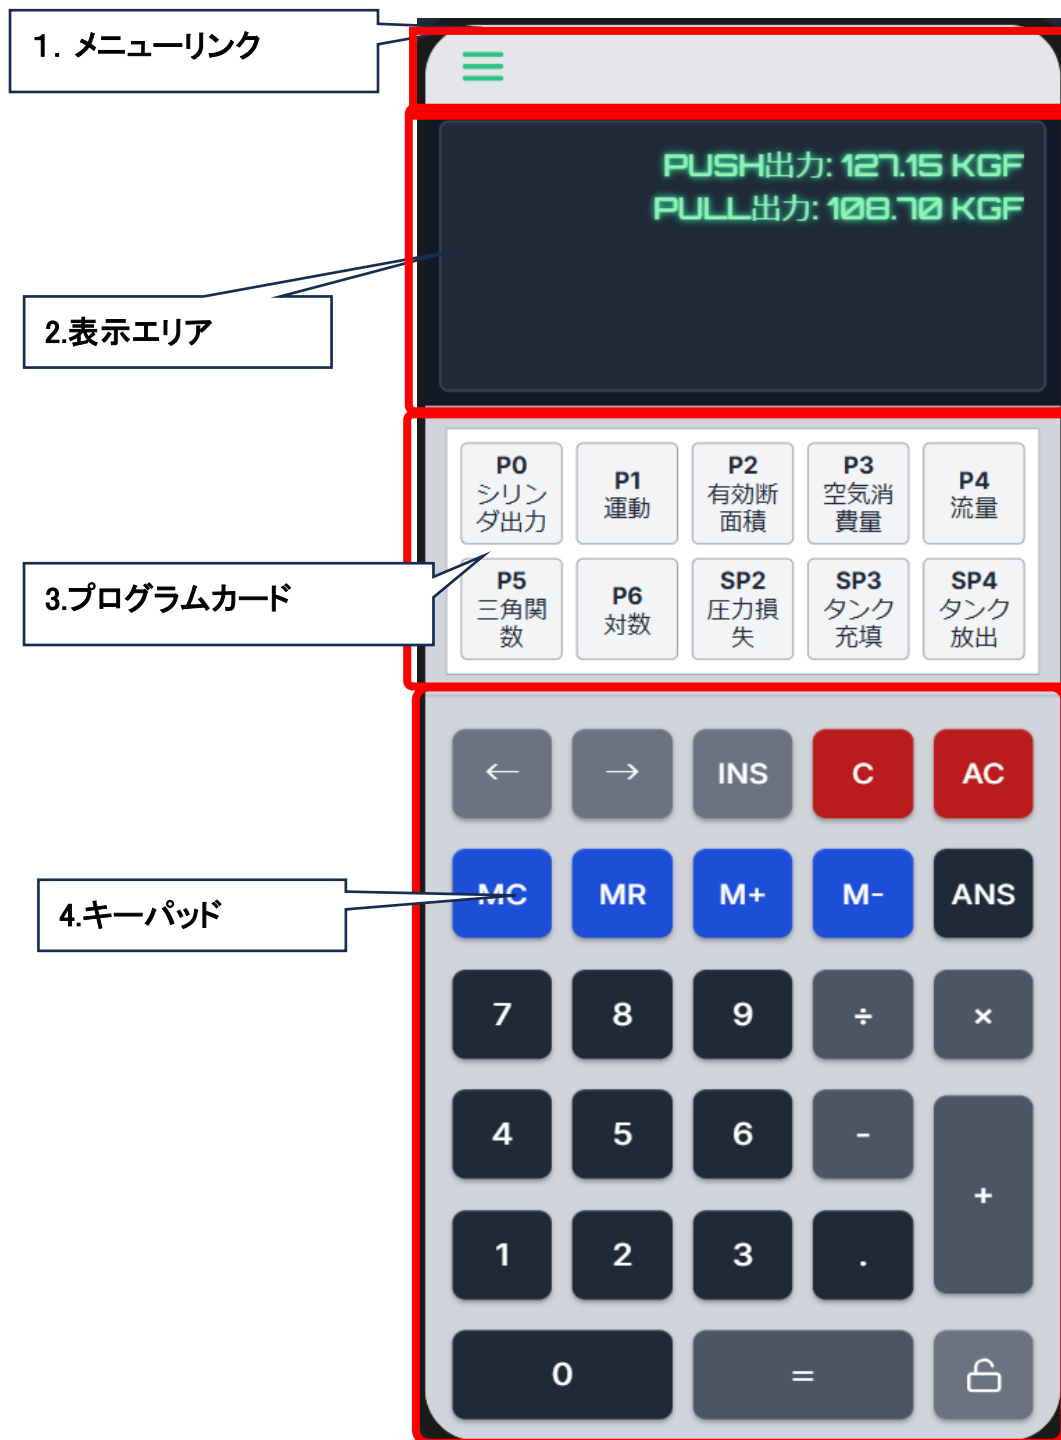 1. メニューリンク
PUSH出力: 127.15 KGF
PULL出力: 108.70 KGF
2.表示エリア
P0
シリン
ダ出力
P1
運動
P2
有効断
面積
P3
空気消
費量
P4
流量
3.プログラムカード
P5
三角関
数
P6
対数
SP2
圧力損
失
SP3
タンク
充填
SP4
タンク
放出
← → INS C AC
4.キーパッド
MC MR M+ M- ANS
7 8 9 ÷ ×
4 5 6 - +
1 2 3 .
0 =